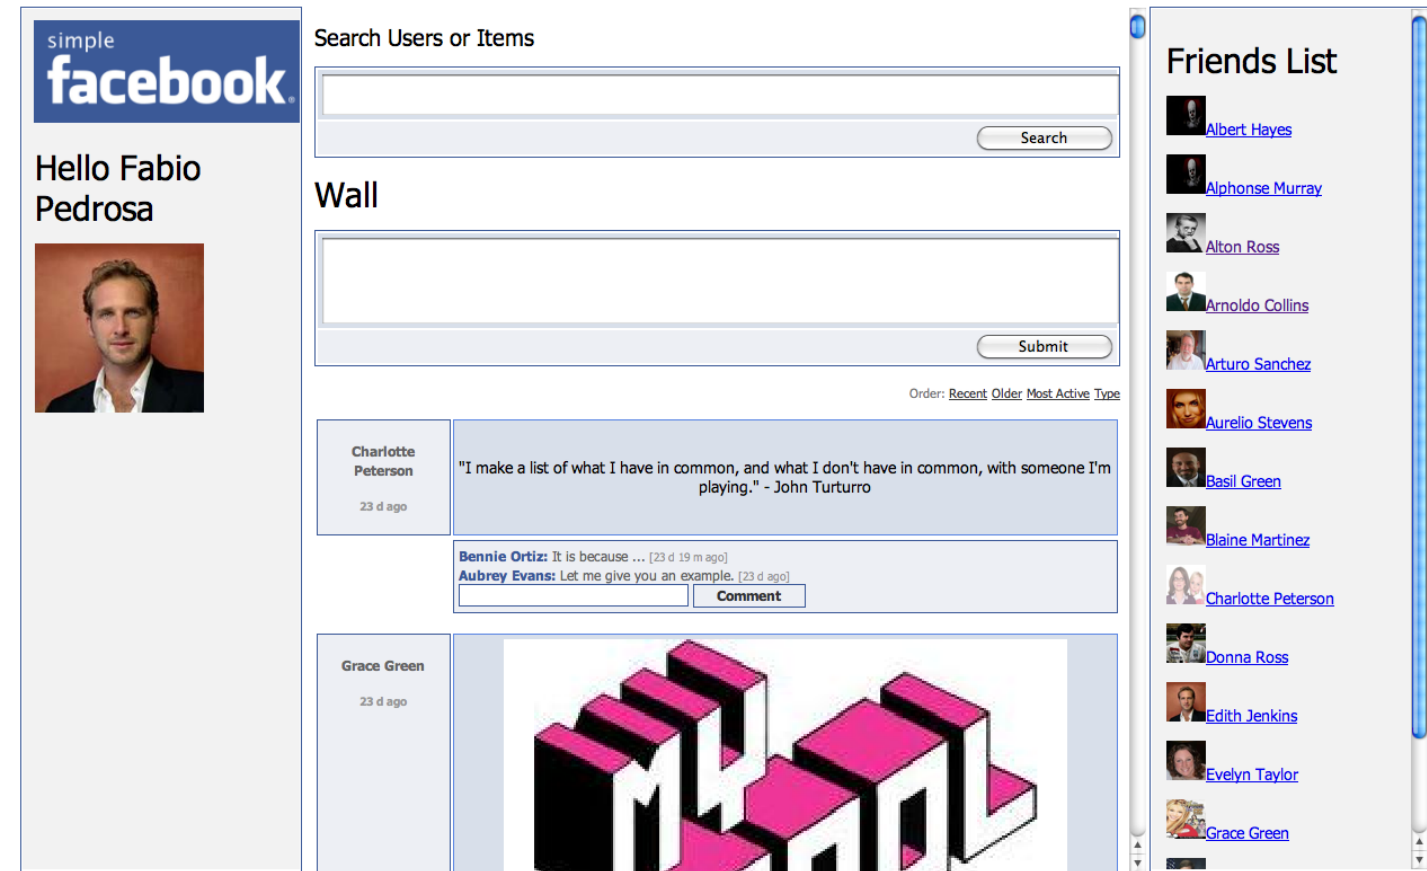 simple
facebook.
Hello Fabio
Pedrosa
Search Users or Items
Search
Wall
Submit
Order: Recent Older Most Active Type
Charlotte
Peterson
23 d ago
"I make a list of what I have in common, and what I don't have in common, with someone I'm
playing." - John Turturro
Bennie Ortiz: It is because ... [23 d 19 m ago]
Aubrey Evans: Let me give you an example. [23 d ago]
Comment
Grace Green
23 d ago
MY
Friends List
Albert Hayes
Alphonse Murray
Alton Ross
Arnoldo Collins
Arturo Sanchez
Aurelio Stevens
Basil Green
Blaine Martinez
Charlotte Peterson
Donna Ross
Edith Jenkins
Evelyn Taylor
Grace Green